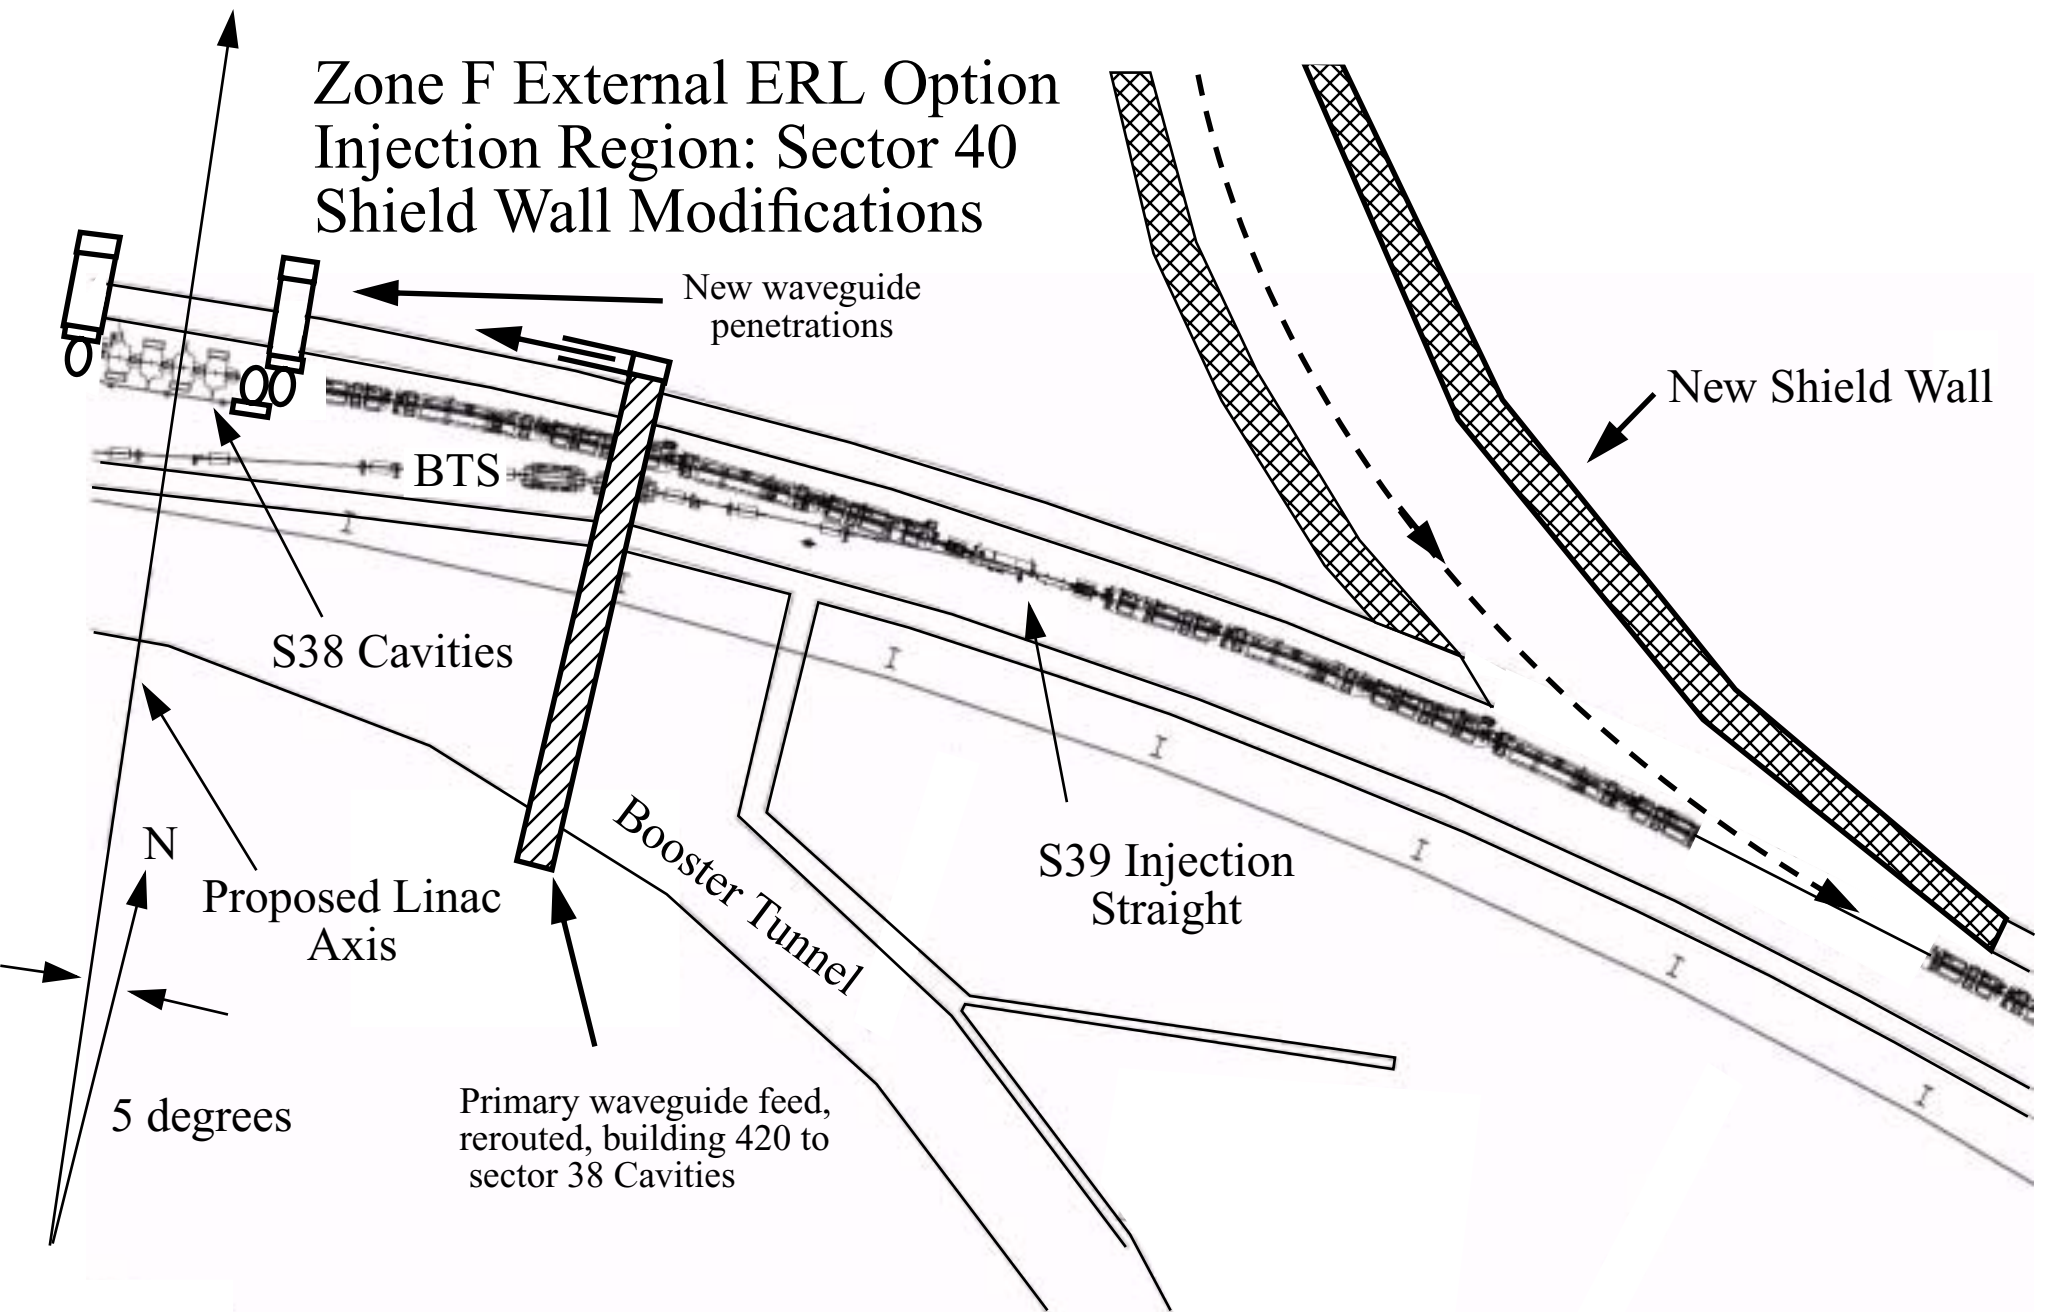 Zone F External ERL Option
Injection Region: Sector 40
Shield Wall Modifications
New waveguide
penetrations
New Shield Wall
BTS
S38 Cavities
N
Proposed Linac
Axis
Booster Tunnel
S39 Injection
Straight
5 degrees
Primary waveguide feed,
rerouted, building 420 to
sector 38 Cavities